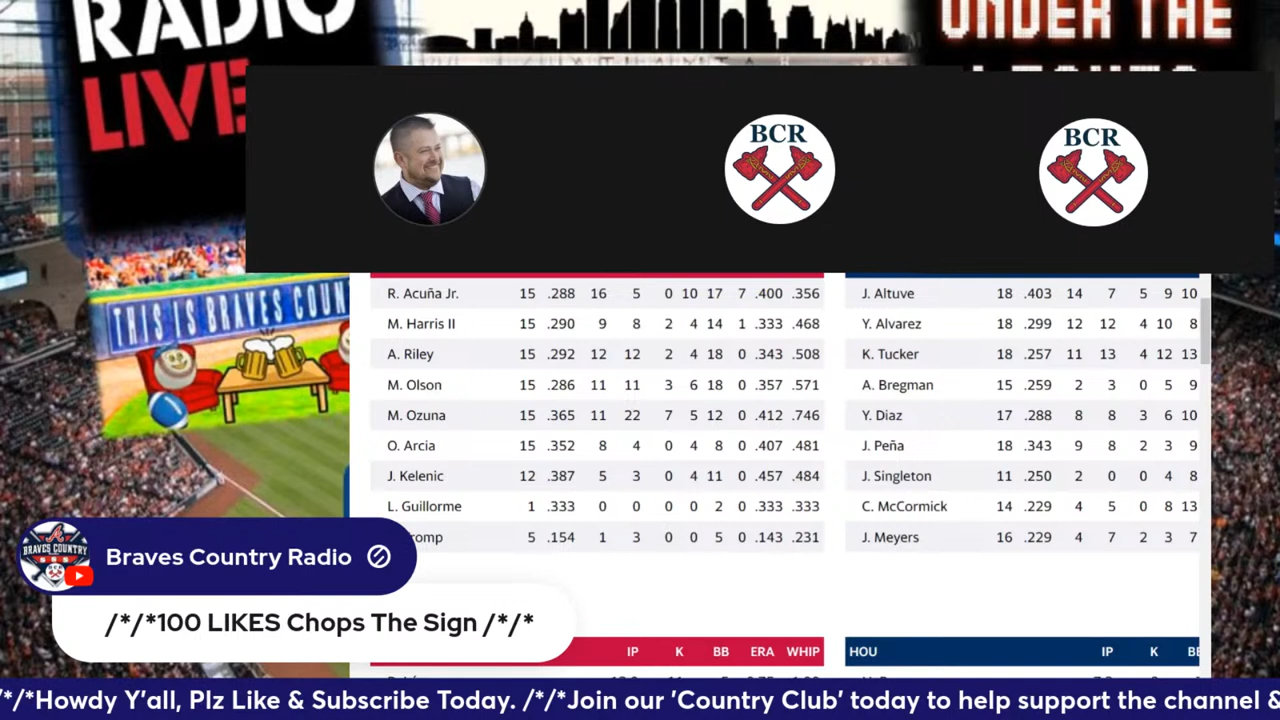 RADIO
LIVE
UNDER THE
BCR
BCR
THIS IS BRAVES COUN
R. Acuña Jr. 15 .288 16 5 0 10 17 7 .400 .356
M. Harris II 15 .290 9 8 2 4 14 1 .333 .468
A. Riley 15 .292 12 12 2 4 18 0 .343 .508
M. Olson 15 .286 11 11 3 6 18 0 .357 .571
M. Ozuna 15 .365 11 22 7 5 12 0 .412 .746
O. Arcia 15 .352 8 4 0 4 8 0 .407 .481
J. Kelenic 12 .387 5 3 0 4 11 0 .457 .484
L. Guillorme 1 .333 0 0 0 0 2 0 .333 .333
romp 5 .154 1 3 0 0 5 0 .143 .231
J. Altuve 18 .403 14 7 5 9 10
Y. Alvarez 18 .299 12 12 4 10 8
K. Tucker 18 .257 11 13 4 12 13
A. Bregman 15 .259 2 3 0 5 9
Y. Diaz 17 .288 8 8 3 6 10
J. Peña 18 .343 9 8 2 3 9
J. Singleton 11 .250 2 0 0 4 8
C. McCormick 14 .229 4 5 0 8 13
J. Meyers 16 .229 4 7 2 3 7
BRAVES COUNTRY
Braves Country Radio
/*/*100 LIKES Chops The Sign /*/*
IP K BB ERA WHIP
HOU IP K BB
/*/*Howdy Y'all, Plz Like & Subscribe Today. /*/*Join our 'Country Club' today to help support the channel &